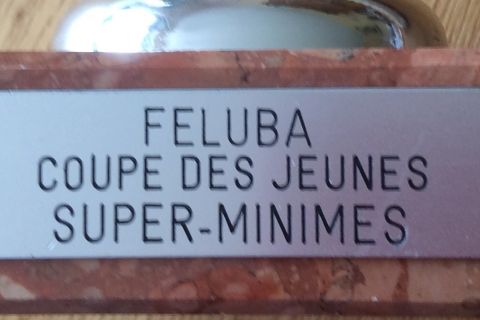 FELUBA
COUPE DES JEUNES
SUPER-MINIMES